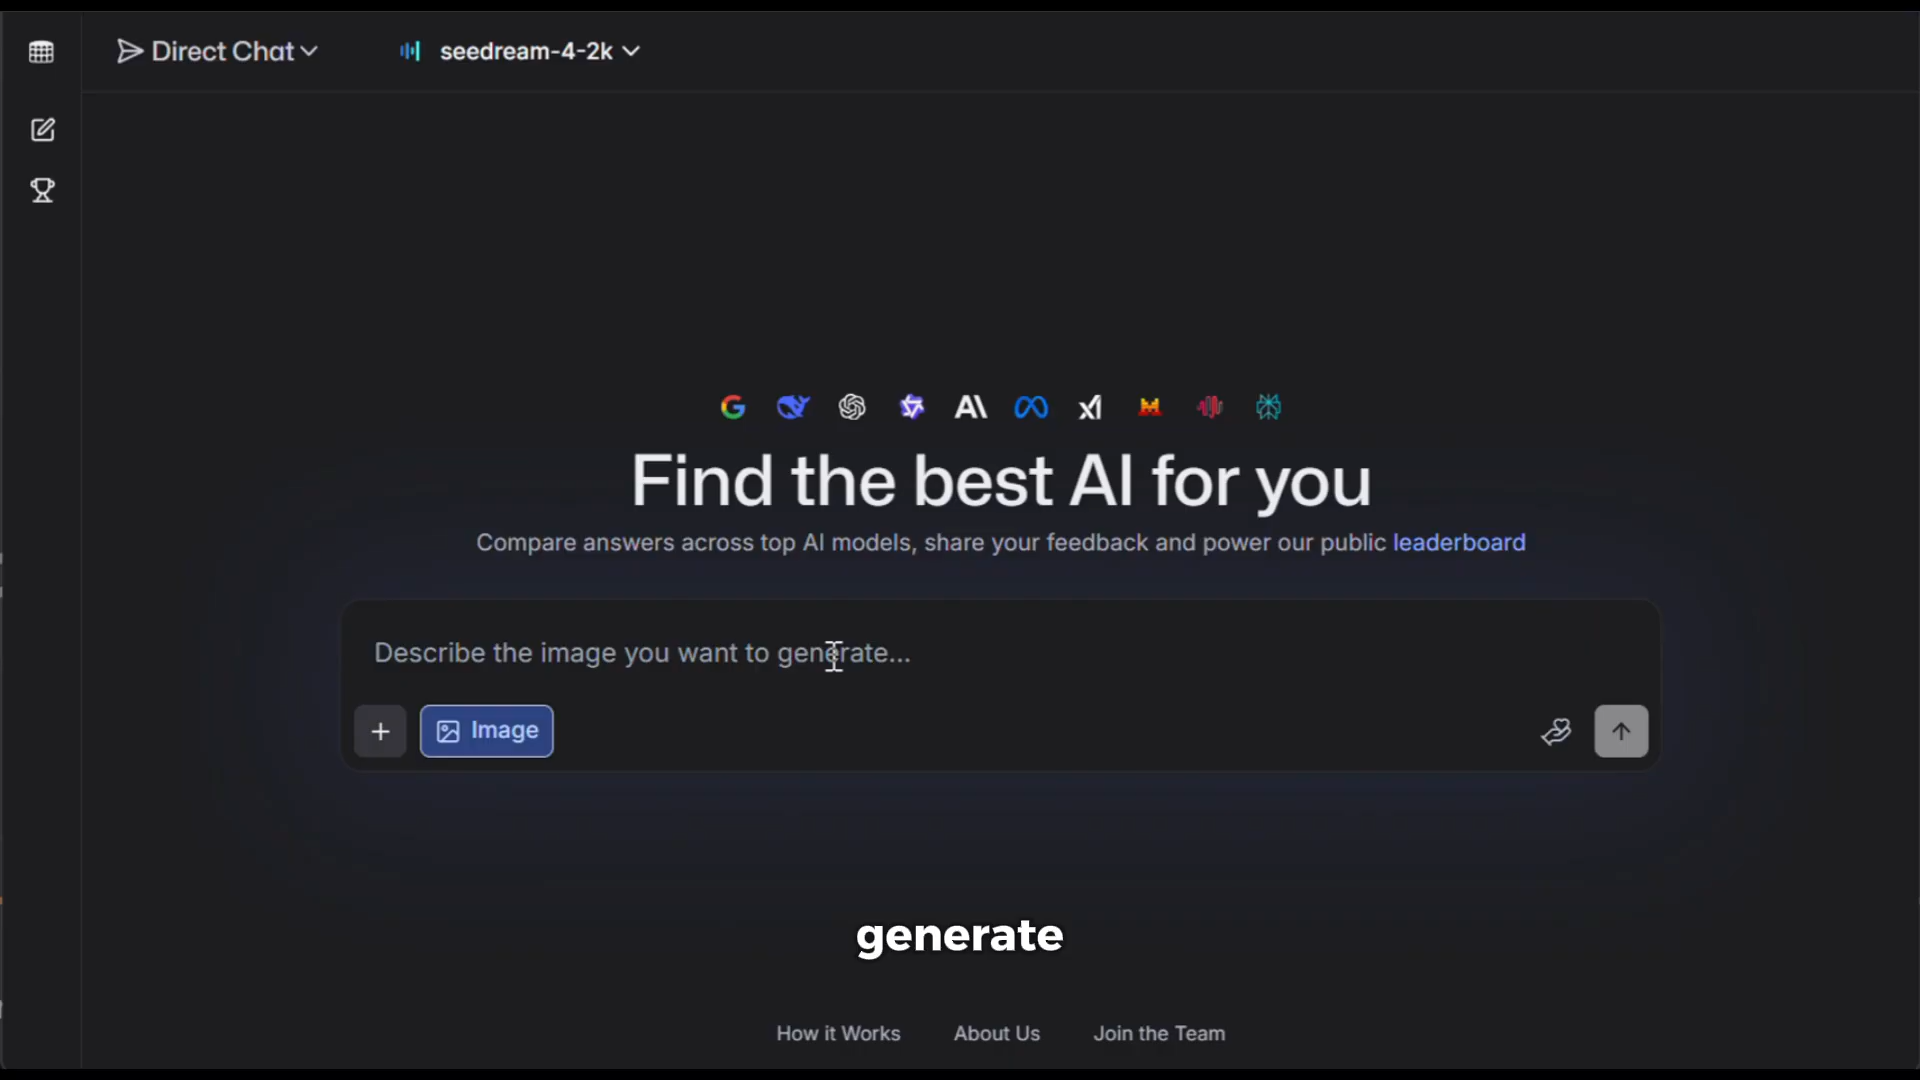 Direct Chat
seedream-4-2k
Find the best AI for you
Compare answers across top AI models, share your feedback and power our public leaderboard
Describe the image you want to generate...
Image
generate
How it Works
About Us
Join the Team